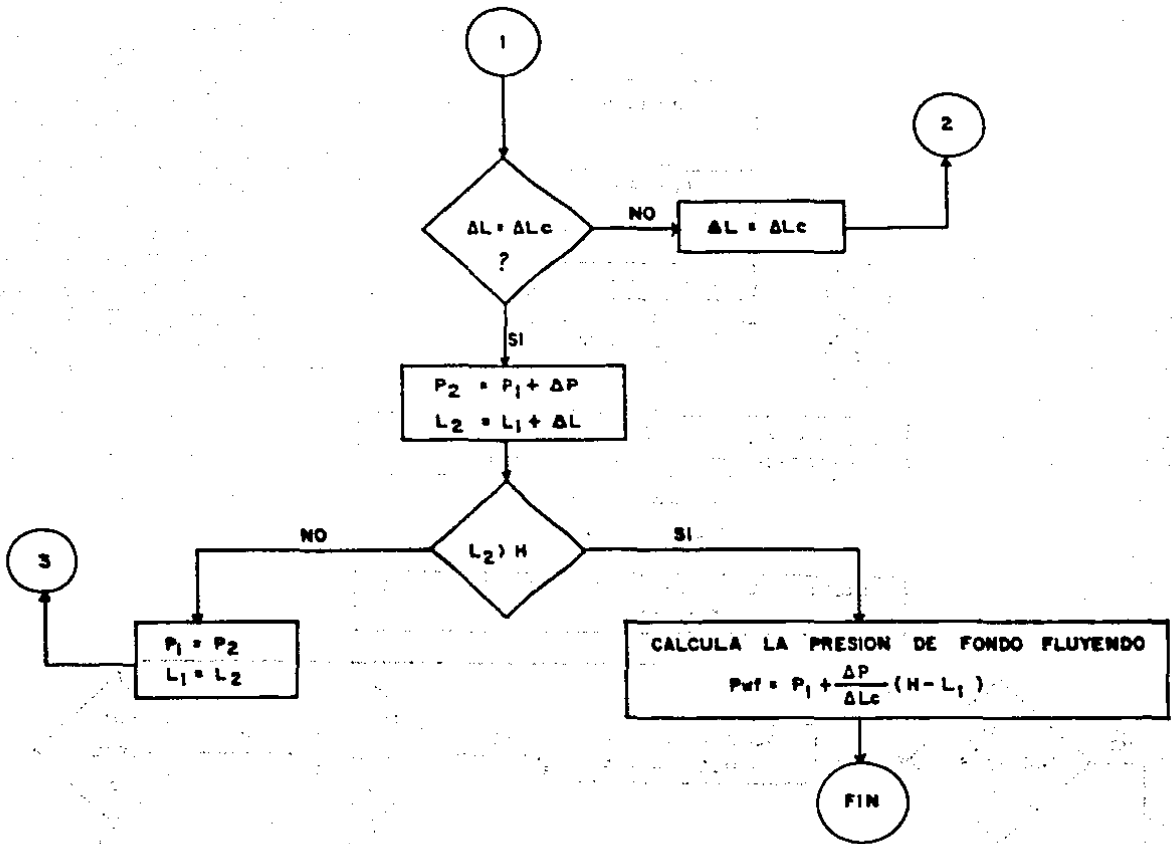 1
2
ΔL = ΔLc
?
NO
ΔL = ΔLc
SI
P2 = P1 + ΔP
L2 = L1 + ΔL
NO
L2 > H
SI
3
P1 = P2
L1 = L2
CALCULA LA PRESION DE FONDO FLUYENDO
Pwf = P1 + ΔP/ΔLc (H - L1)
FIN